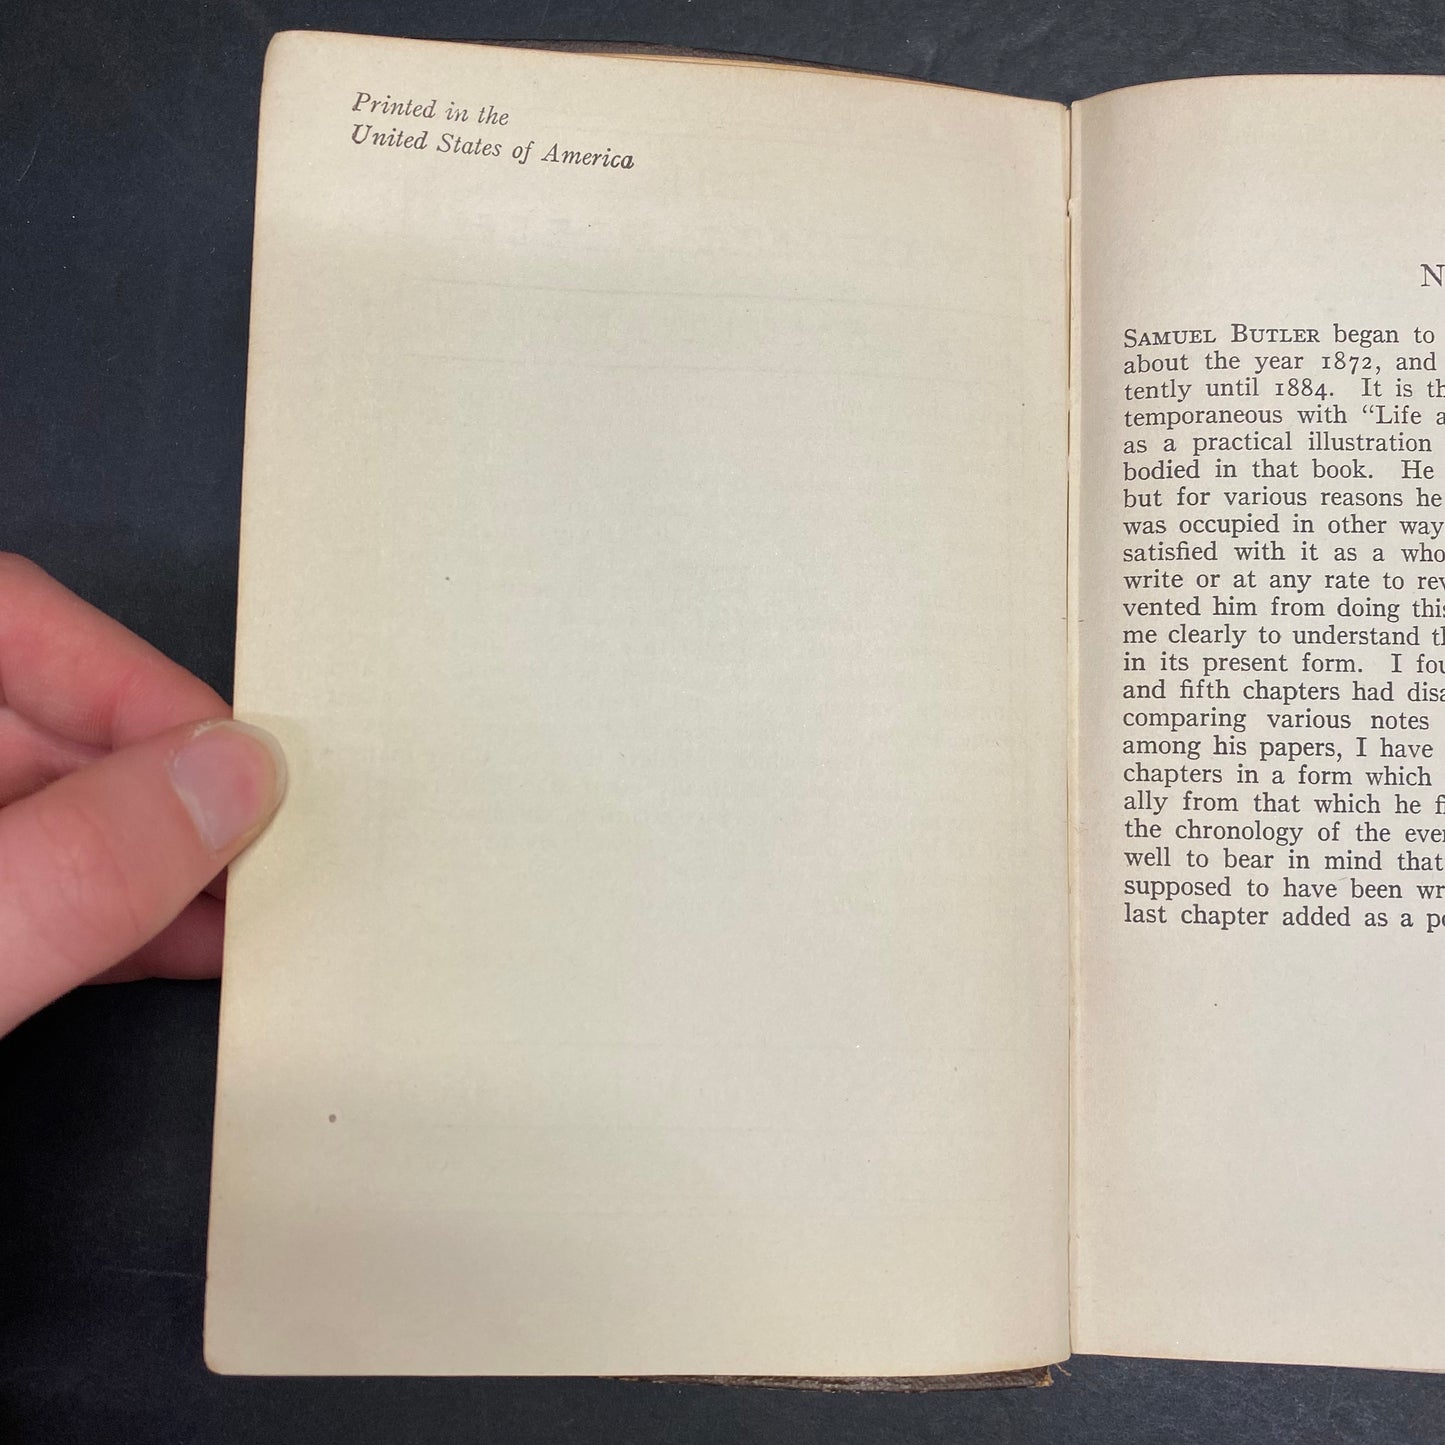 Printed in the
United States of America
N
SAMUEL BUTLER began to
about the year 1872, and
tently until 1884. It is th
temporaneous with “Life a
as a practical illustration
bodied in that book. He
but for various reasons he
was occupied in other way
satisfied with it as a who
write or at any rate to rev
vented him from doing this
me clearly to understand th
in its present form. I fou
and fifth chapters had disa
comparing various notes
among his papers, I have
chapters in a form which
ally from that which he fi
the chronology of the even
well to bear in mind that
supposed to have been wr
last chapter added as a po